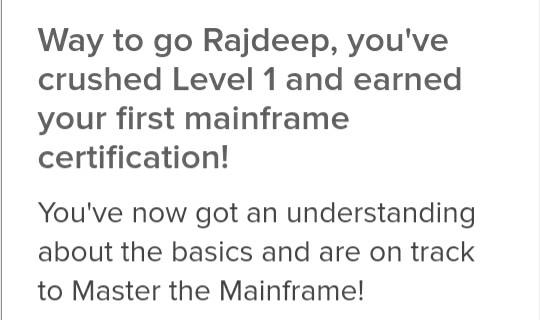 Way to go Rajdeep, you've
crushed Level 1 and earned
your first mainframe
certification!
You've now got an understanding
about the basics and are on track
to Master the Mainframe!